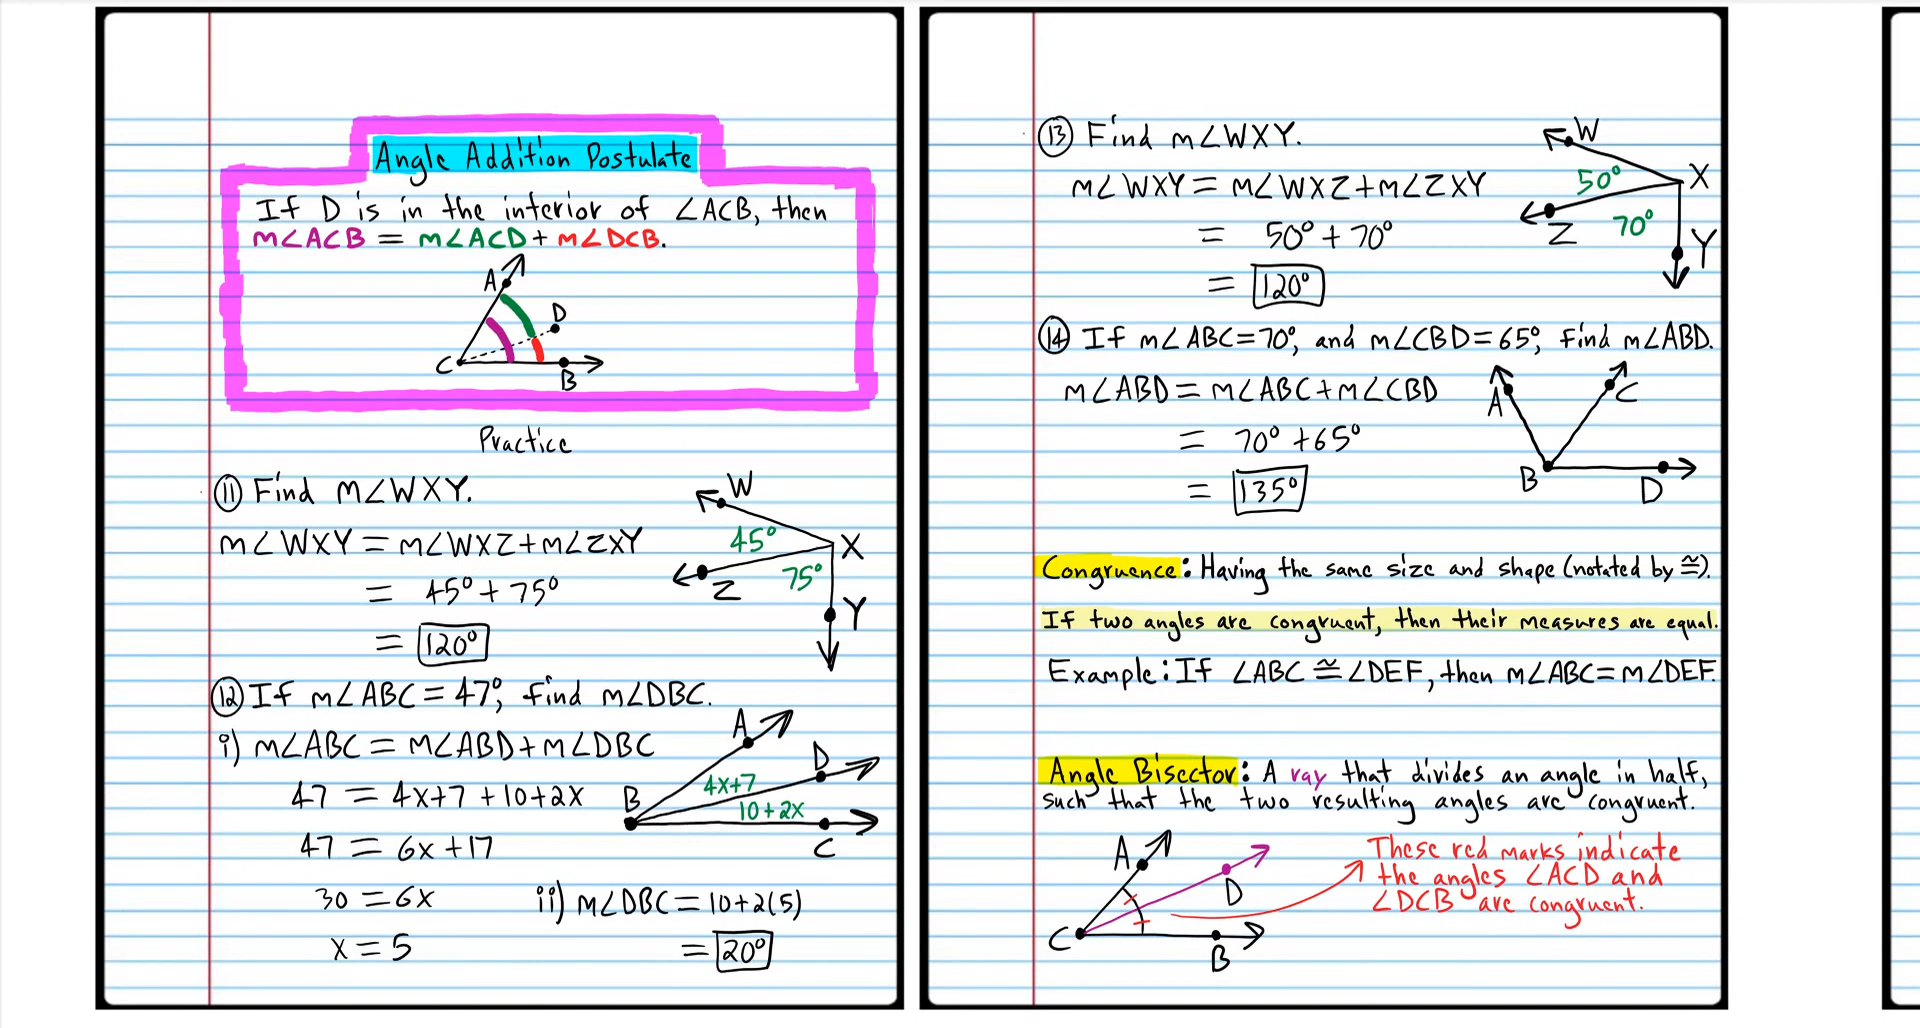 Angle Addition Postulate
If D is in the interior of ∠ACB, then
m∠ACB = m∠ACD + m∠DCB.
A
D
C
B
Practice
⑪ Find m∠WXY.
W
m∠WXY = m∠WXZ + m∠ZXY
45°
X
Z
75°
= 45° + 75°
Y
= 120°
⑫ If m∠ABC = 47°, find m∠DBC.
i) m∠ABC = m∠ABD + m∠DBC
A
D
4x+7
47 = 4x+7 + 10+2x
B
10+2x
C
47 = 6x + 17
30 = 6x
ii) m∠DBC = 10+2(5)
x = 5
= 20°
⑬ Find m∠WXY.
W
m∠WXY = m∠WXZ + m∠ZXY
50°
X
Z
70°
= 50° + 70°
Y
= 120°
⑭ If m∠ABC = 70°, and m∠CBD = 65°, find m∠ABD.
m∠ABD = m∠ABC + m∠CBD
A
C
= 70° + 65°
B
D
= 135°
Congruence: Having the same size and shape (notated by ≅).
If two angles are congruent, then their measures are equal.
Example: If ∠ABC ≅ ∠DEF, then m∠ABC = m∠DEF.
Angle Bisector: A ray that divides an angle in half,
such that the two resulting angles are congruent.
A
D
C
B
These red marks indicate
the angles ∠ACD and
∠DCB are congruent.